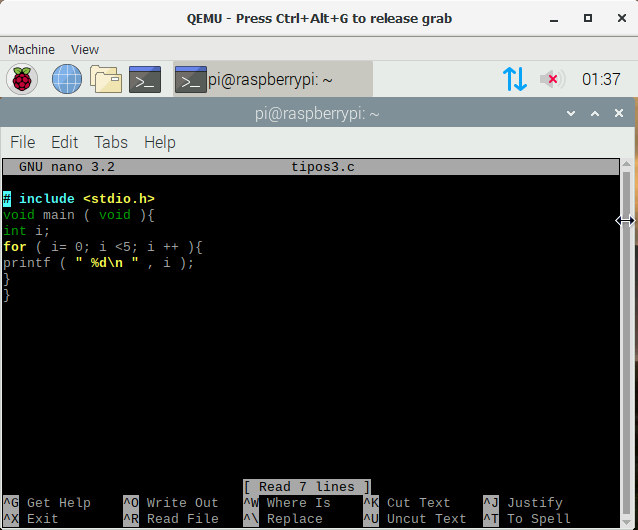 QEMU - Press Ctrl+Alt+G to release grab
Machine View
pi@raspberrypi: ~ 01:37
pi@raspberrypi: ~
File Edit Tabs Help
GNU nano 3.2 tipos3.c
# include <stdio.h>
void main ( void ){
int i;
for ( i= 0; i <5; i ++ ){
printf ( " %d\n " , i );
}
}
[ Read 7 lines ]
^G Get Help ^O Write Out ^W Where Is ^K Cut Text ^J Justify
^X Exit ^R Read File ^\ Replace ^U Uncut Text ^T To Spell